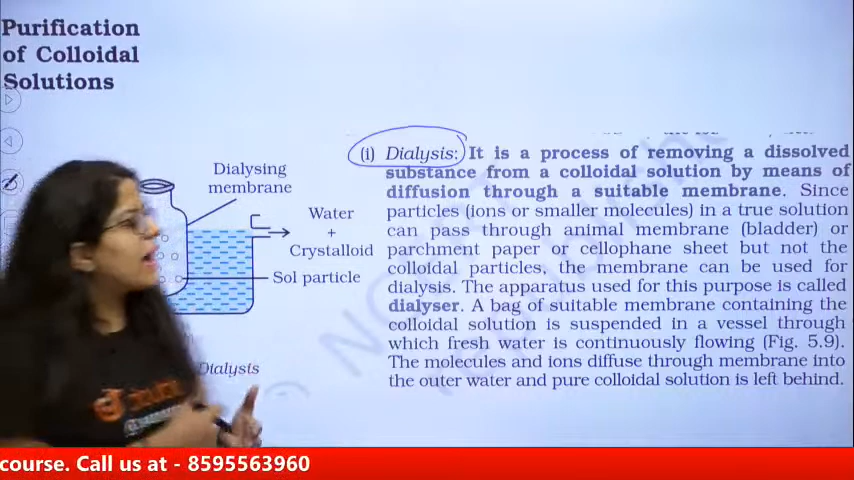 Purification
of Colloidal
Solutions
(i) Dialysis: It is a process of removing a dissolved
substance from a colloidal solution by means of
diffusion through a suitable membrane. Since
particles (ions or smaller molecules) in a true solution
can pass through animal membrane (bladder) or
parchment paper or cellophane sheet but not the
colloidal particles, the membrane can be used for
dialysis. The apparatus used for this purpose is called
dialyser. A bag of suitable membrane containing the
colloidal solution is suspended in a vessel through
which fresh water is continuously flowing (Fig. 5.9).
The molecules and ions diffuse through membrane into
the outer water and pure colloidal solution is left behind.
Dialysing
membrane
Water
+
Crystalloid
Sol particle
Dialysis
course. Call us at - 8595563960